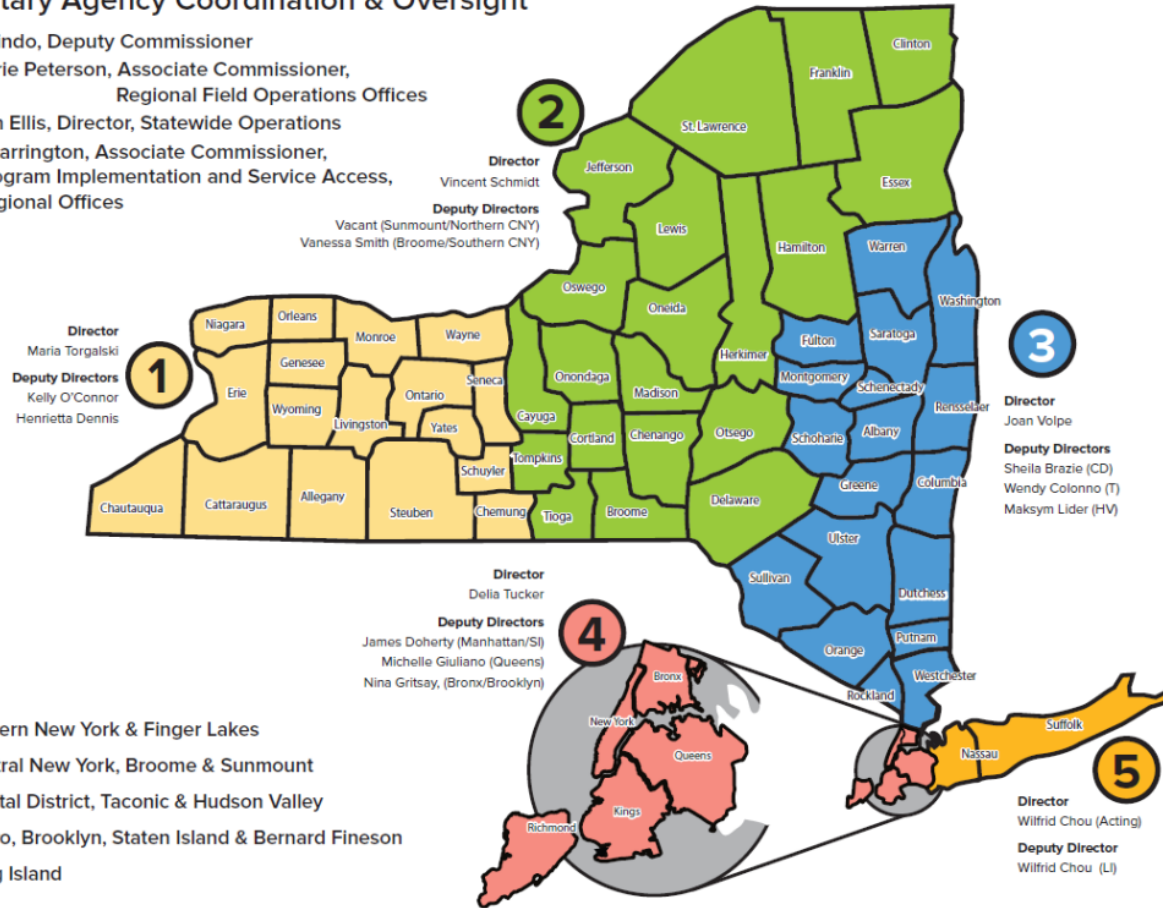 tary Agency Coordination & Oversight
indo, Deputy Commissioner
rie Peterson, Associate Commissioner,
Regional Field Operations Offices
n Ellis, Director, Statewide Operations
arrington, Associate Commissioner,
ogram Implementation and Service Access,
gional Offices
2
Director
Vincent Schmidt
Deputy Directors
Vacant (Sunmount/Northern CNY)
Vanessa Smith (Broome/Southern CNY)
Clinton
Franklin
St. Lawrence
Jefferson
Essex
Lewis
Hamilton
Warren
Oswego
Oneida
Washington
Herkimer
Fulton
Saratoga
Onondaga
Madison
Montgomery
Schenectady
Rensselaer
Cayuga
Cortland
Chenango
Otsego
Schoharie
Albany
Tompkins
Greene
Columbia
Delaware
Tioga
Broome
Ulster
Sullivan
Dutchess
Putnam
Orange
Westchester
Rockland
Director
Maria Torgalski
Deputy Directors
Kelly O'Connor
Henrietta Dennis
1
Niagara
Orleans
Monroe
Wayne
Genesee
Seneca
Erie
Ontario
Wyoming
Livingston
Yates
Schuyler
Chautauqua
Cattaraugus
Allegany
Steuben
Chemung
3
Director
Joan Volpe
Deputy Directors
Sheila Brazie (CD)
Wendy Colonno (T)
Maksym Lider (HV)
Director
Delia Tucker
Deputy Directors
James Doherty (Manhattan/SI)
Michelle Giuliano (Queens)
Nina Gritsay, (Bronx/Brooklyn)
4
Bronx
New York
Queens
Kings
Richmond
Suffolk
Nassau
5
Director
Wilfrid Chou (Acting)
Deputy Director
Wilfrid Chou (LI)
ern New York & Finger Lakes
tral New York, Broome & Sunmount
tal District, Taconic & Hudson Valley
o, Brooklyn, Staten Island & Bernard Fineson
g Island